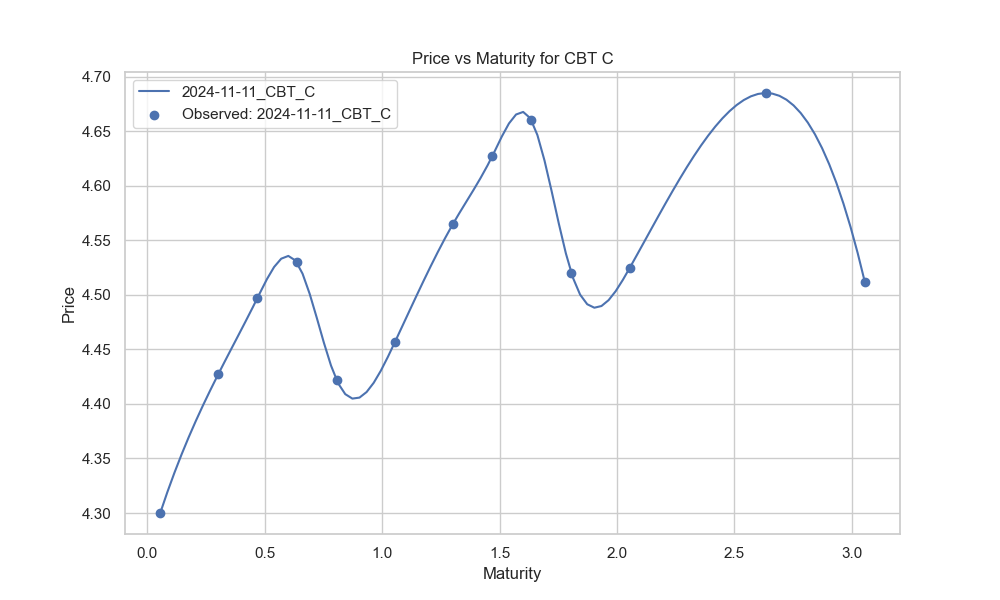 Price vs Maturity for CBT C
2024-11-11_CBT_C
Observed: 2024-11-11_CBT_C
Price
4.70
4.65
4.60
4.55
4.50
4.45
4.40
4.35
4.30
0.0 0.5 1.0 1.5 2.0 2.5 3.0
Maturity